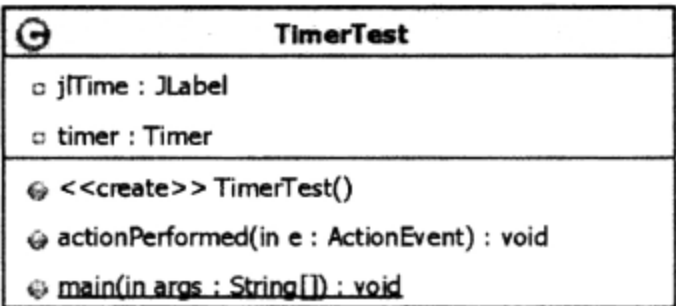 TimerTest
jlTime : JLabel
timer : Timer
<<create>> TimerTest()
actionPerformed(in e : ActionEvent) : void
main(in args : String[]) : void